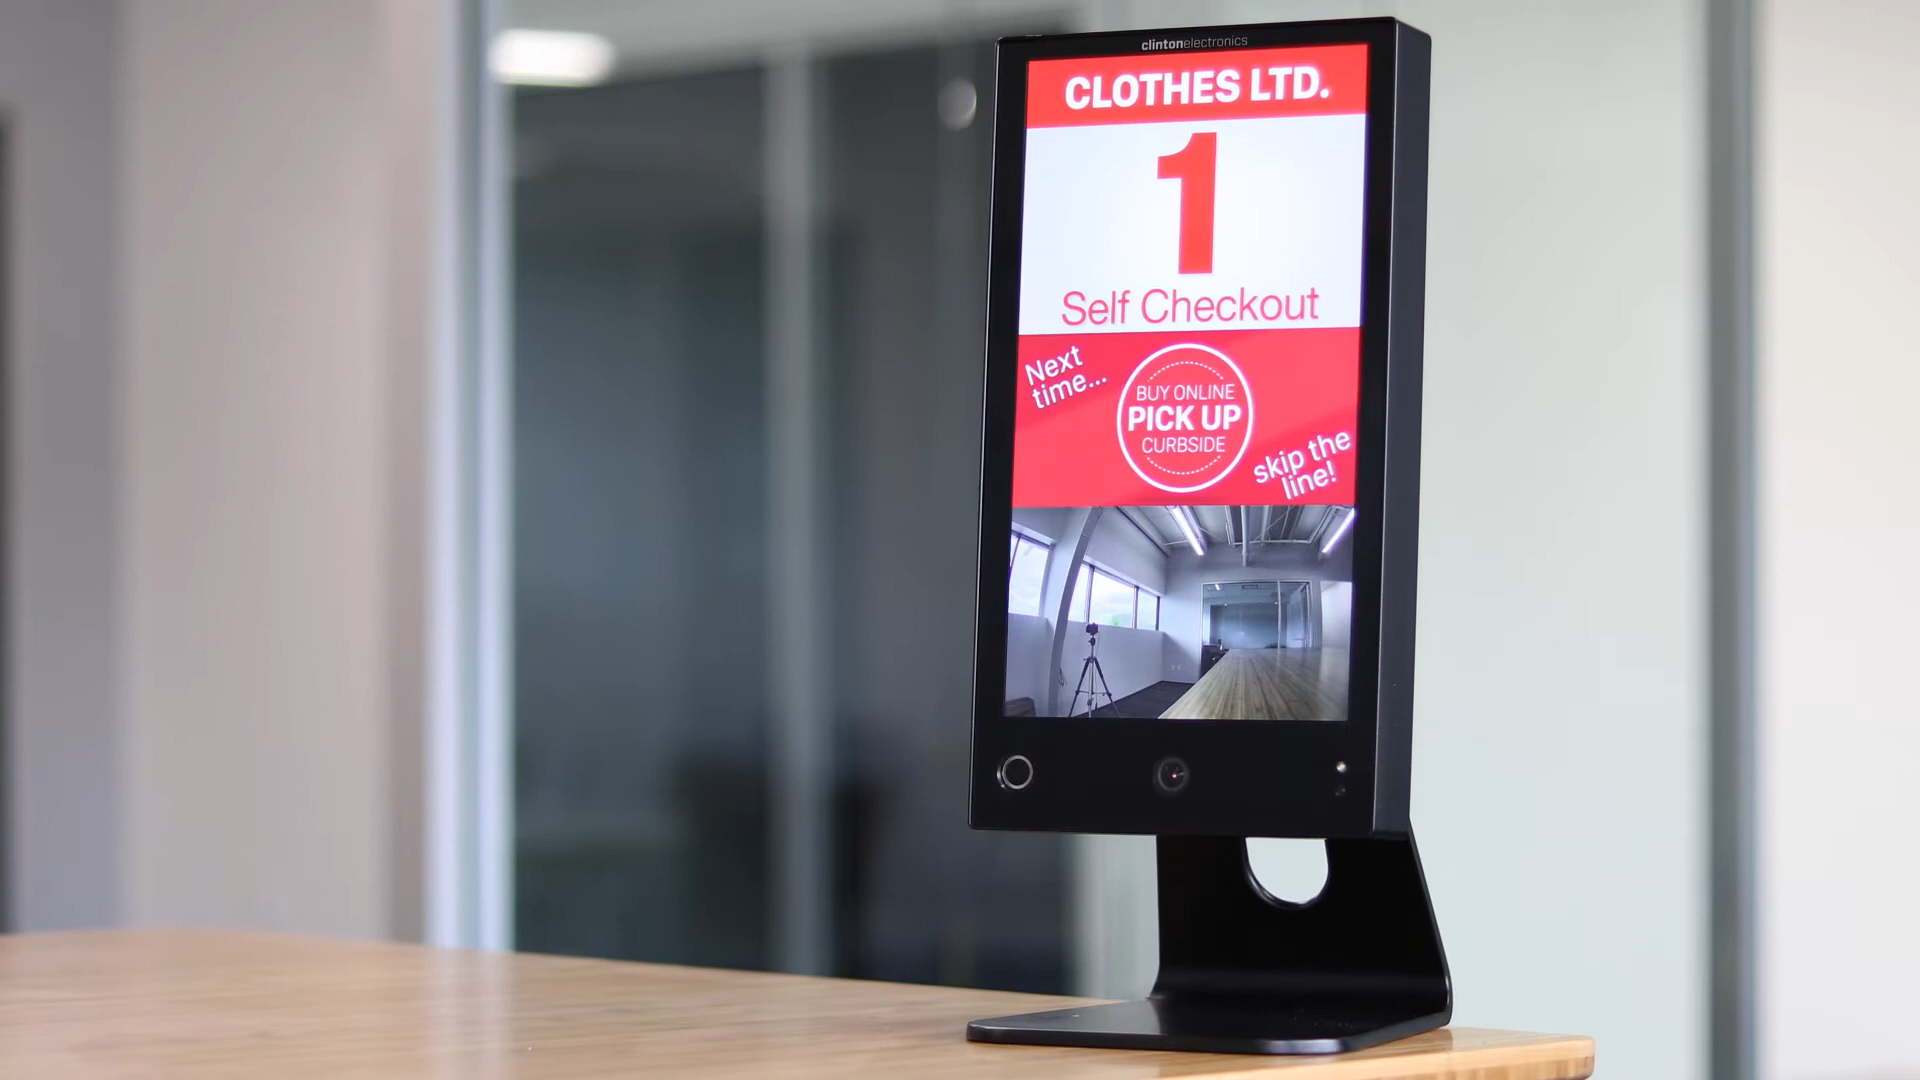 clintonelectronics
CLOTHES LTD.
1
Self Checkout
Next
time...
BUY ONLINE
PICK UP
CURBSIDE
skip the
line!